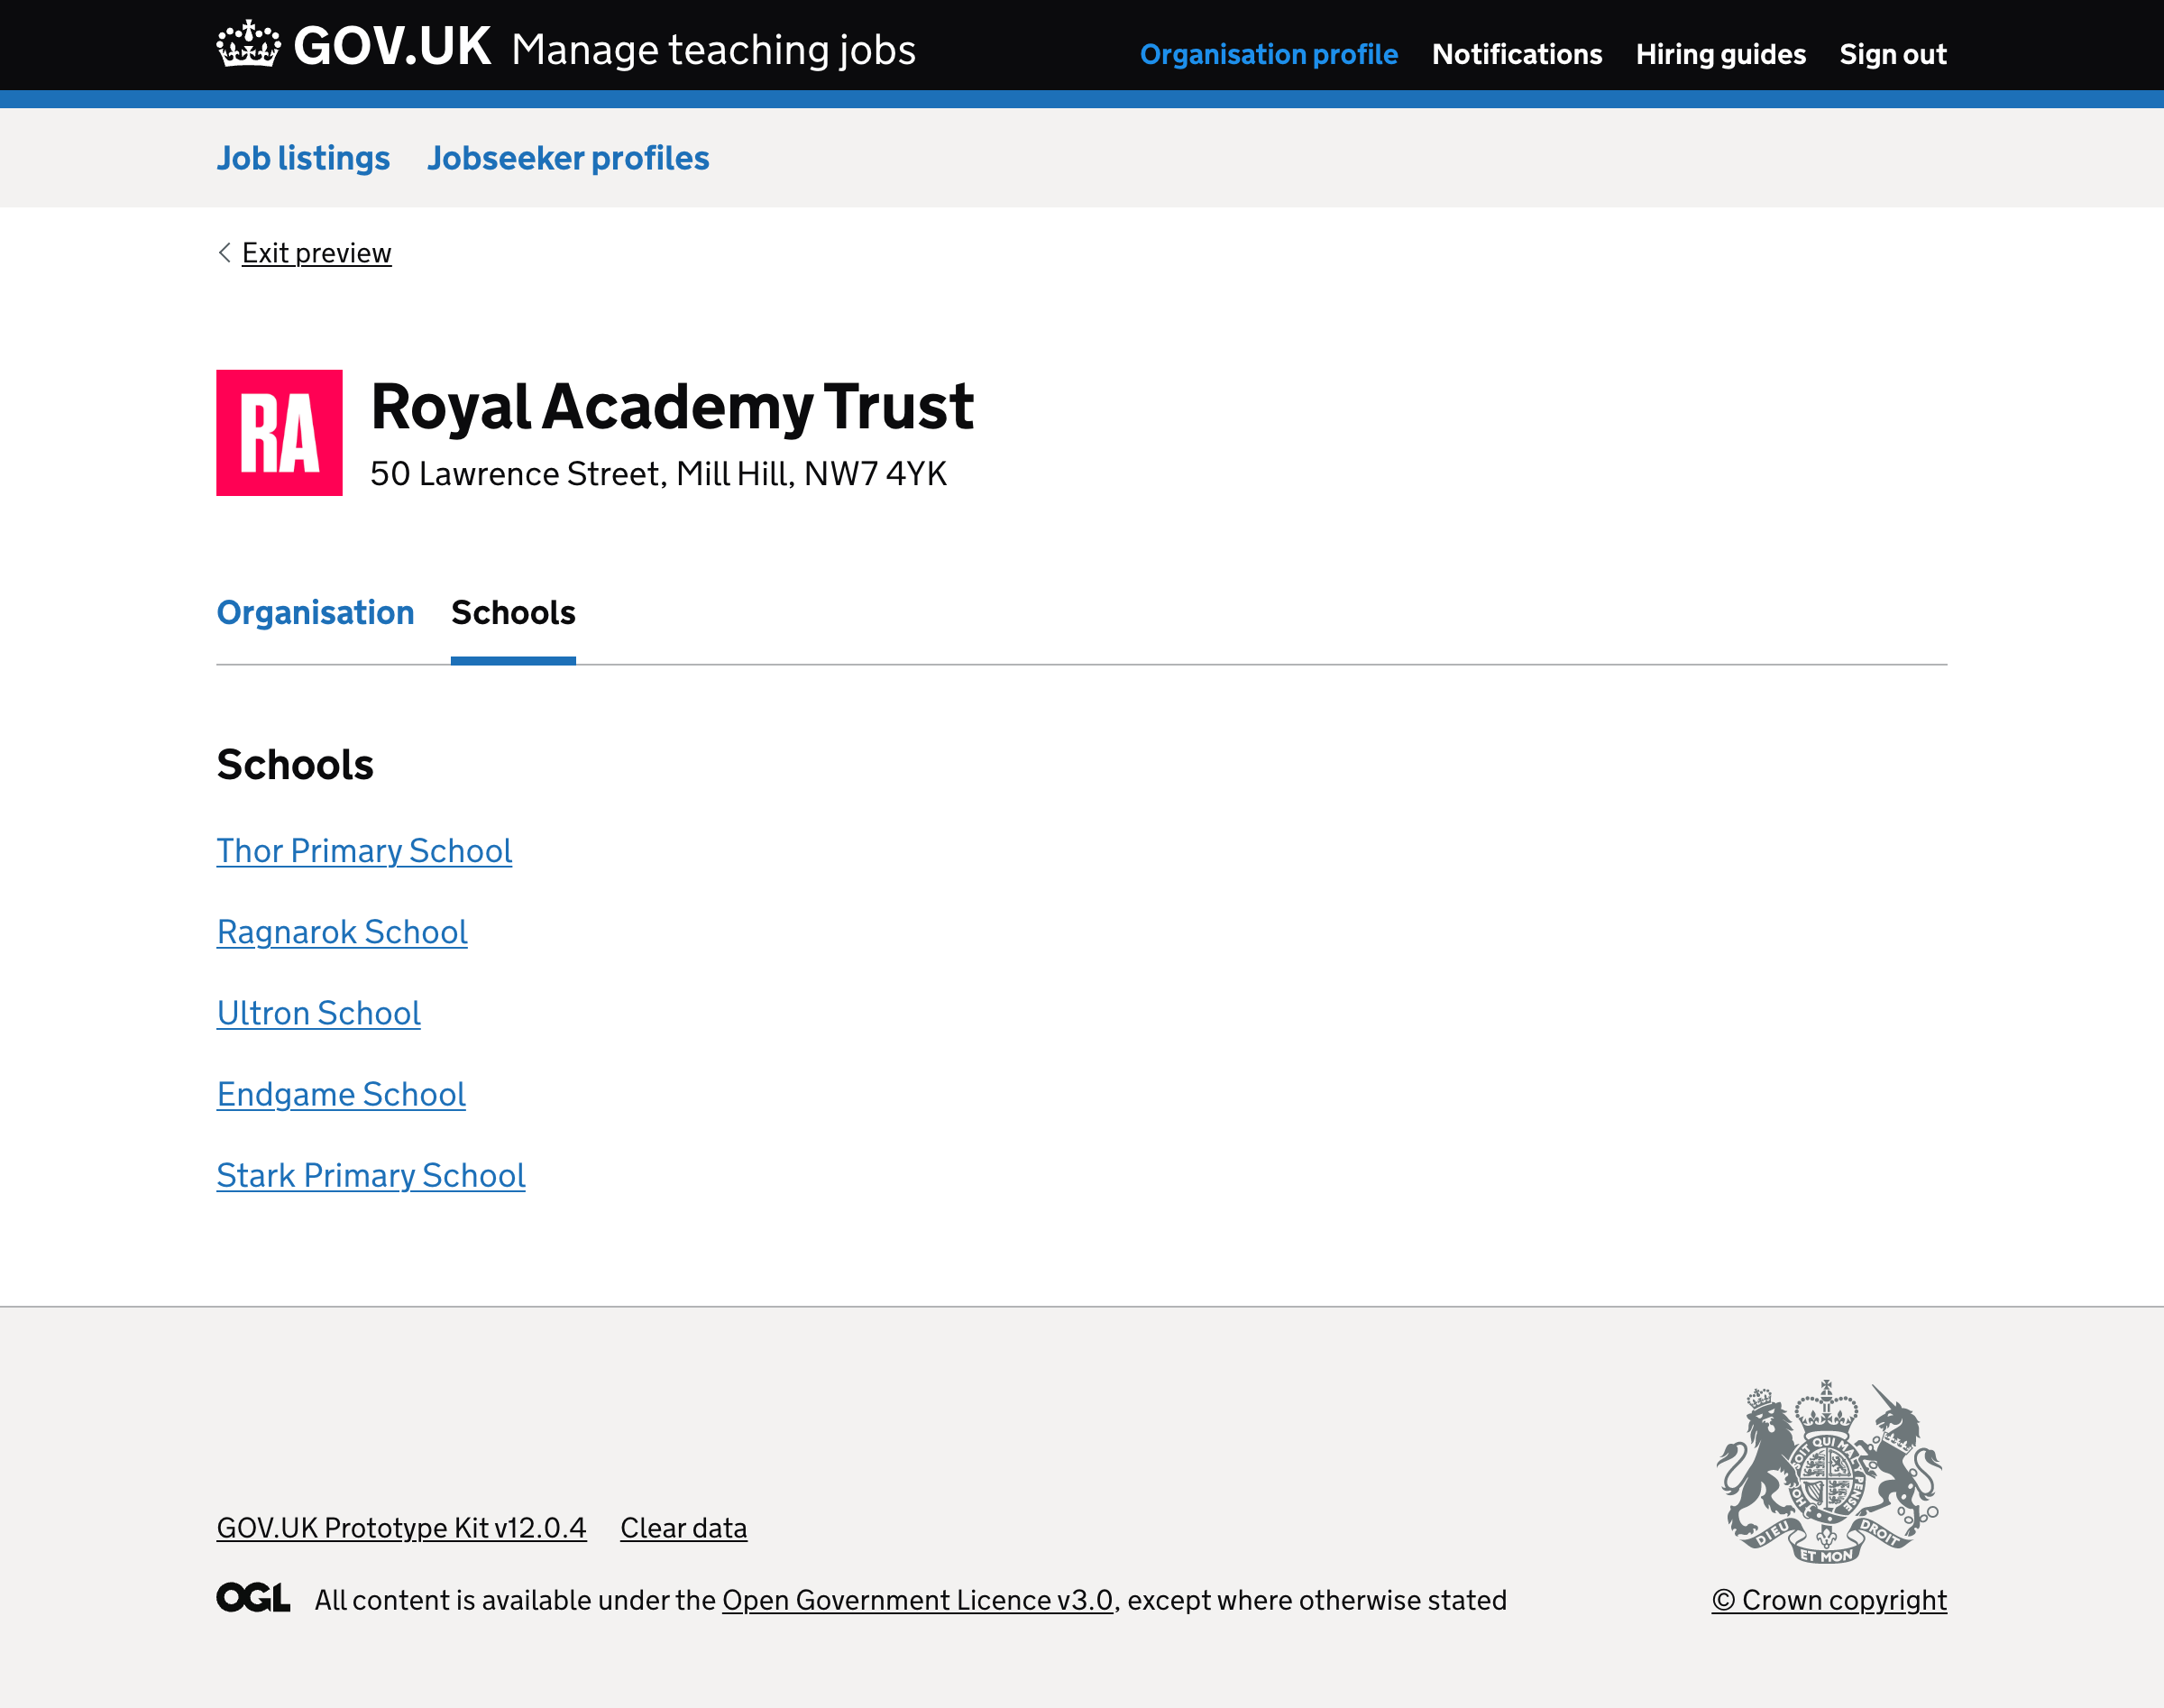 GOV.UK Manage teaching jobs
Organisation profile Notifications Hiring guides Sign out
Job listings Jobseeker profiles
Exit preview
RA
Royal Academy Trust
50 Lawrence Street, Mill Hill, NW7 4YK
Organisation Schools
Schools
Thor Primary School
Ragnarok School
Ultron School
Endgame School
Stark Primary School
GOV.UK Prototype Kit v12.0.4 Clear data
OGL All content is available under the Open Government Licence v3.0, except where otherwise stated
DIEU ET MON DROIT
© Crown copyright